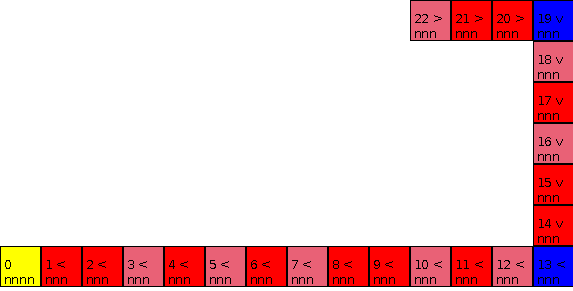 22 > 21 > 20 > 19 v
nnn nnn nnn nnn
18 v
nnn
17 v
nnn
16 v
nnn
15 v
nnn
14 v
nnn
0 1 < 2 < 3 < 4 < 5 < 6 < 7 < 8 < 9 < 10 < 11 < 12 < 13 <
nnnn nnn nnn nnn nnn nnn nnn nnn nnn nnn nnn nnn nnn nnn